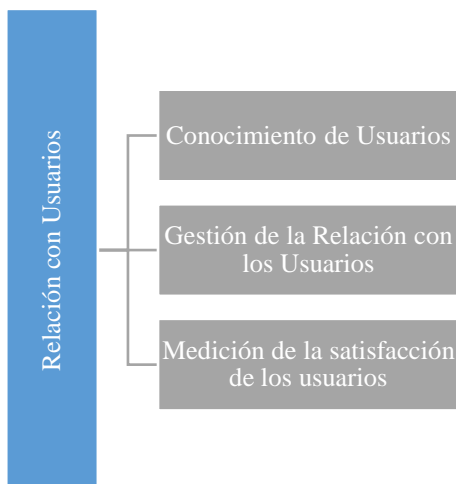 Relación con Usuarios
Conocimiento de Usuarios
Gestión de la Relación con
los Usuarios
Medición de la satisfacción
de los usuarios